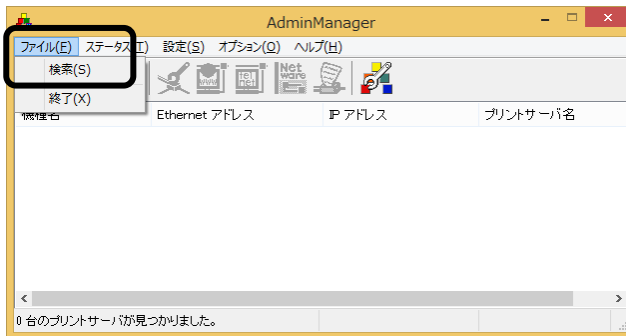 AdminManager
ファイル(F) ステータス(T) 設定(S) オプション(O) ヘルプ(H)
検索(S)
終了(X)
WWW tel net Net ware
機種名 Ethernet アドレス IP アドレス プリントサーバ名
0 台のプリントサーバが見つかりました。